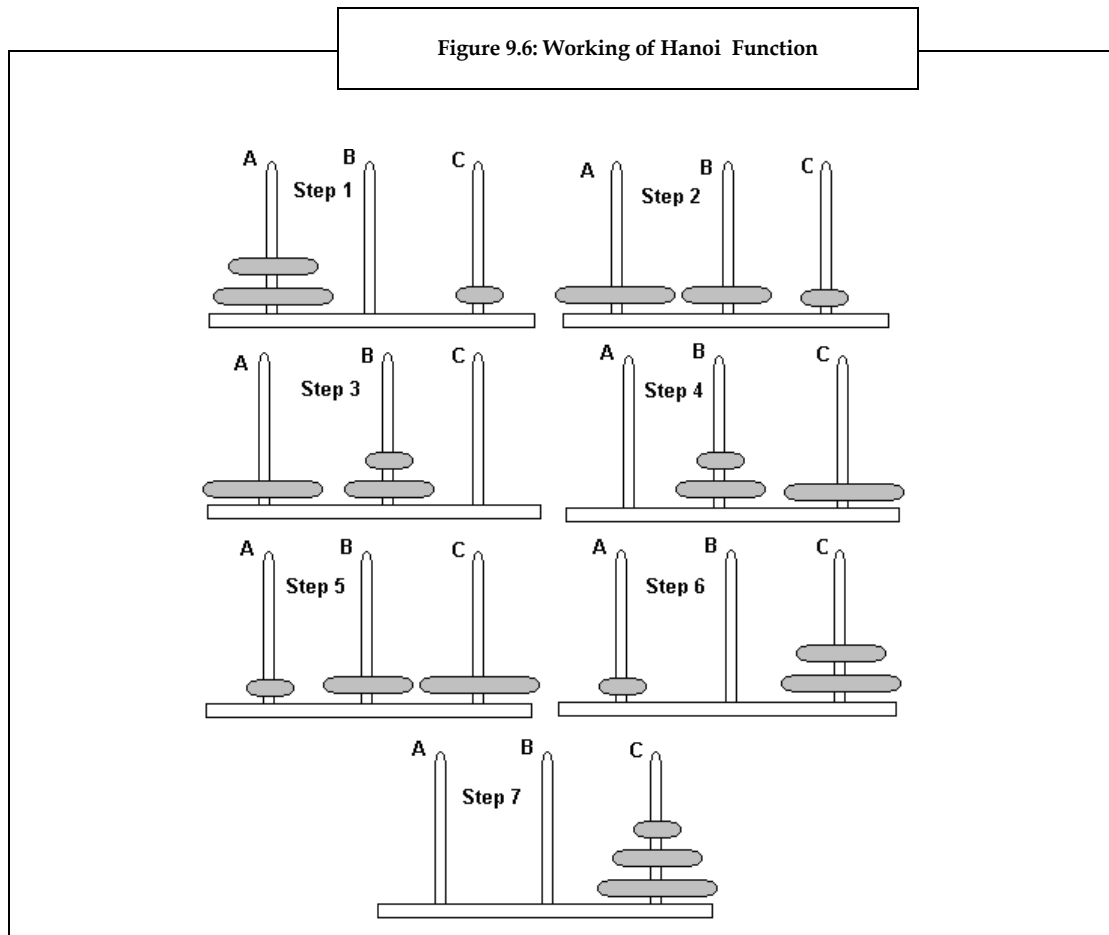 Figure 9.6: Working of Hanoi Function
A B C
Step 1
A B C
Step 2
A B C
Step 3
A B C
Step 4
A B C
Step 5
A B C
Step 6
A B C
Step 7